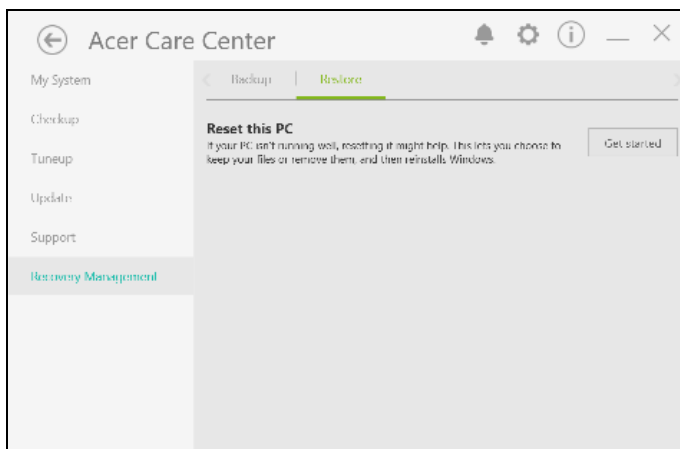 Acer Care Center
My System
Checkup
Tuneup
Update
Support
Recovery Management
Backup
Restore
Reset this PC
If your PC isn't running well, resetting it might help. This lets you choose to
keep your files or remove them, and then reinstalls Windows.
Get started